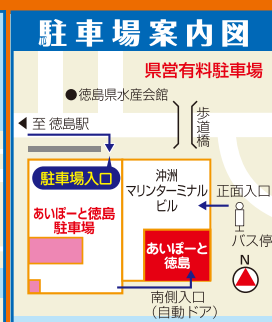 駐車場案内図
県営有料駐車場
●徳島県水産会館
歩道橋
◀至 徳島駅
駐車場入口
沖洲
マリンターミナル
ビル
正面入口
あいぽーと徳島
駐車場
バス停
あいぽーと
徳島
N
南側入口
(自動ドア)